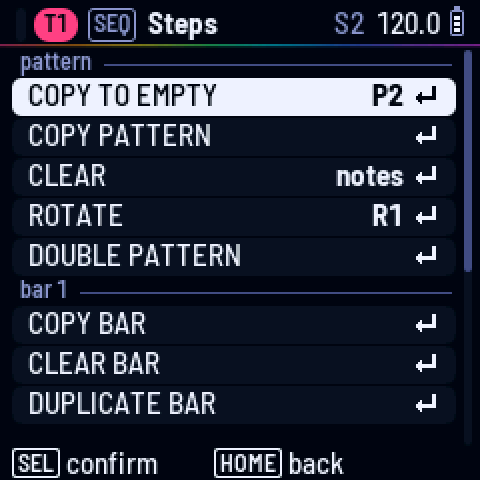 T1 SEQ Steps S2 120.0
pattern
COPY TO EMPTY P2 ↵
COPY PATTERN ↵
CLEAR notes ↵
ROTATE R1 ↵
DOUBLE PATTERN ↵
bar 1
COPY BAR ↵
CLEAR BAR ↵
DUPLICATE BAR ↵
SEL confirm HOME back